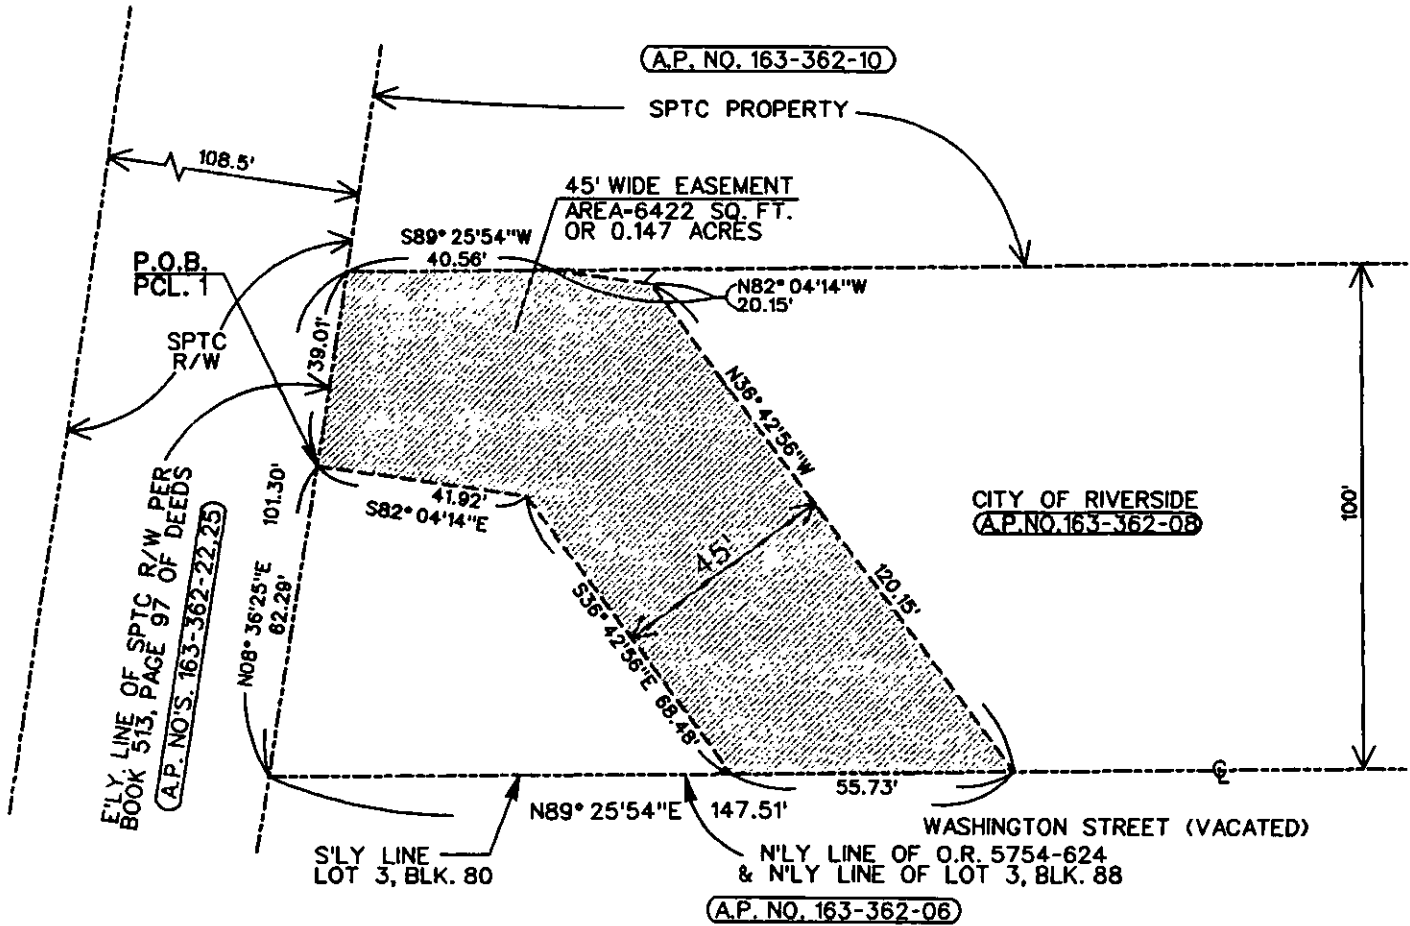 A.P. NO. 163-362-10
SPTC PROPERTY
108.5'
45' WIDE EASEMENT
AREA-6422 SQ. FT.
OR 0.147 ACRES
S89° 25'54"W
40.56'
P.O.B.
PCL. 1
N82° 04'14"W
20.15'
SPTC
R/W
39.01'
N36° 42'56"W
120.15'
41.92'
S82° 04'14"E
101.30'
CITY OF RIVERSIDE
A.P.NO.163-362-08
100'
45'
S36° 42'56"E 68.48'
N08° 36'25"E
62.29'
E'LY LINE OF SPTC R/W PER
BOOK 513, PAGE 97 OF DEEDS
A.P. NO'S. 163-362-22,25
55.73'
N89° 25'54"E 147.51'
WASHINGTON STREET (VACATED)
S'LY LINE
LOT 3, BLK. 80
N'LY LINE OF O.R. 5754-624
& N'LY LINE OF LOT 3, BLK. 88
A.P. NO. 163-362-06